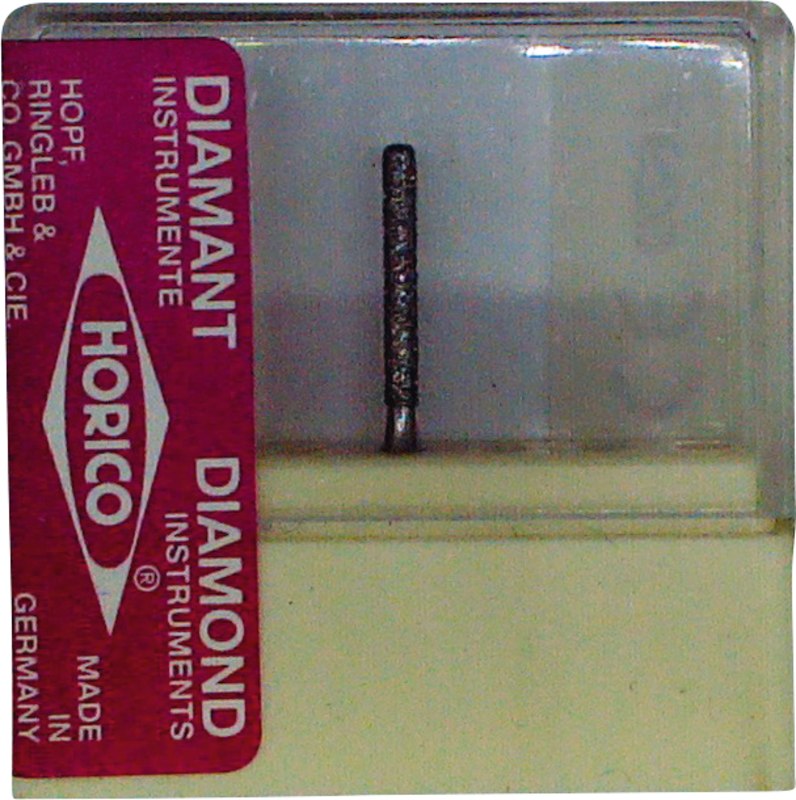 DIAMANT
INSTRUMENTE
HOPF,
RINGLEB &
CO. GMBH & CIE.
HORICO
®
DIAMOND
INSTRUMENTS
MADE
IN
GERMANY